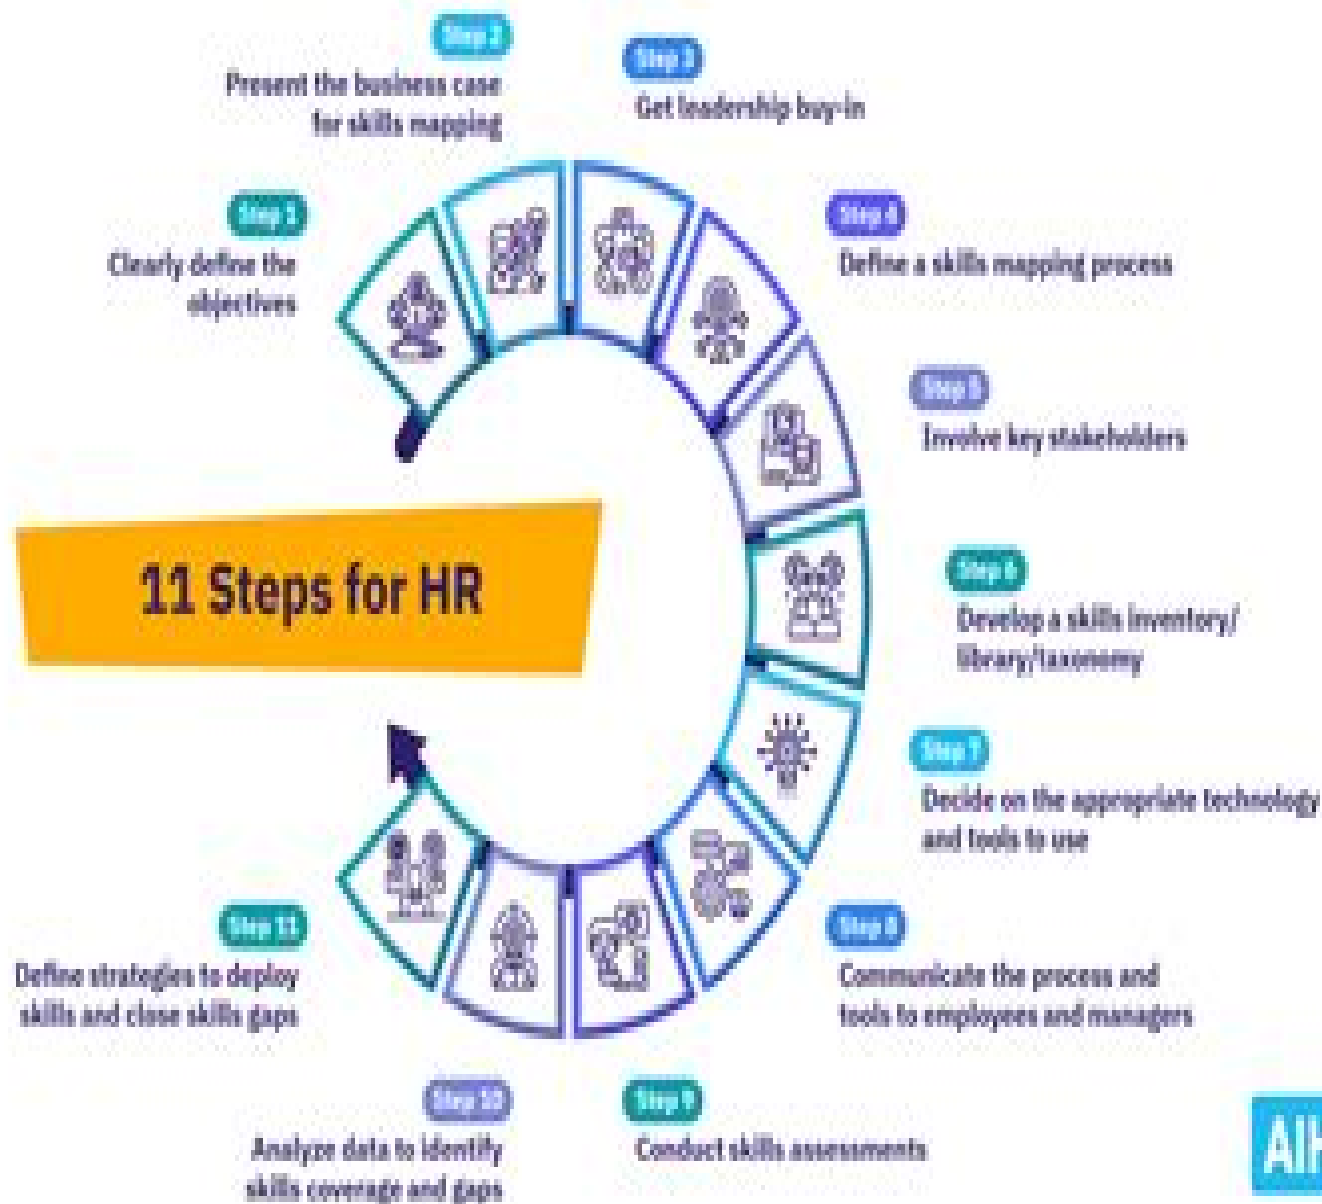 Step 1
Clearly define the
objectives
Step 2
Present the business case
for skills mapping
Step 3
Get leadership buy-in
Step 4
Define a skills mapping process
Step 5
Involve key stakeholders
Step 6
Develop a skills inventory/
library/taxonomy
Step 7
Decide on the appropriate technology
and tools to use
Step 8
Communicate the process and
tools to employees and managers
Step 9
Conduct skills assessments
Step 10
Analyze data to identify
skills coverage and gaps
Step 11
Define strategies to deploy
skills and close skills gaps
11 Steps for HR
AIH